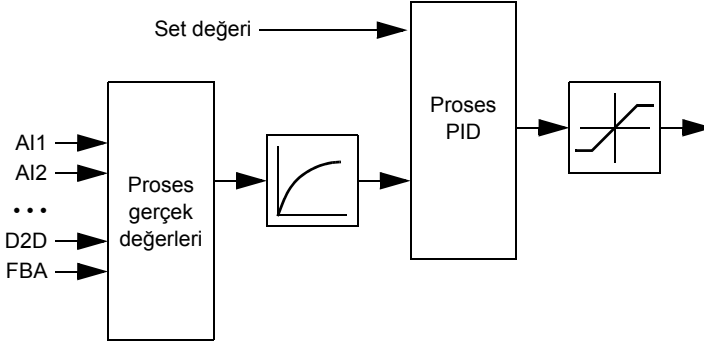 Set değeri
Proses
PID
AI1
AI2
...
D2D
FBA
Proses
gerçek
değerleri